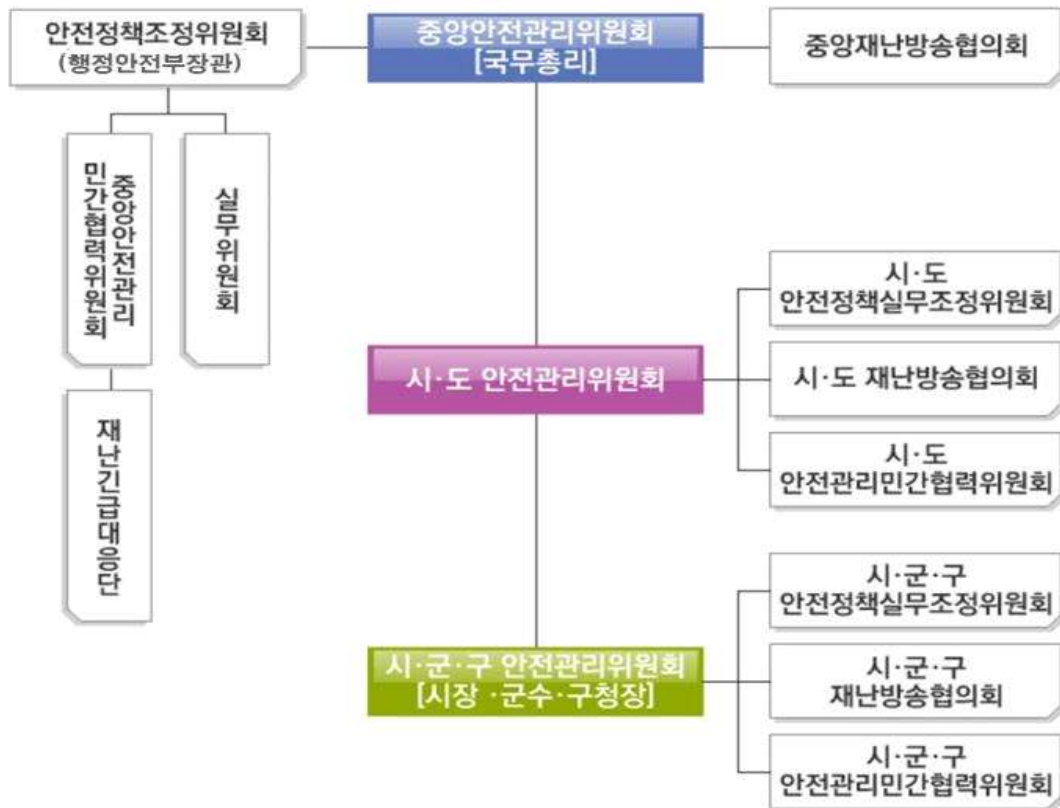 안전정책조정위원회
(행정안전부장관)
중앙안전관리위원회
[국무총리]
중앙재난방송협의회
중앙안전관리
민간협력위원회
실무위원회
재난긴급대응단
시·도
안전정책실무조정위원회
시·도 안전관리위원회
시·도 재난방송협의회
시·도
안전관리민간협력위원회
시·군·구
안전정책실무조정위원회
시·군·구 안전관리위원회
[시장 ·군수·구청장]
시·군·구
재난방송협의회
시·군·구
안전관리민간협력위원회